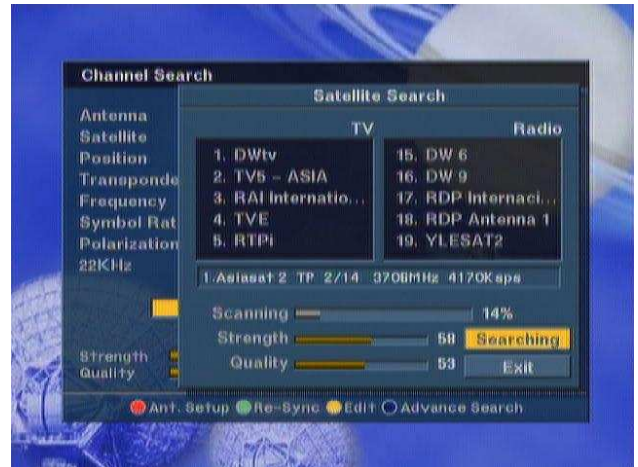 Channel Search
Satellite Search
Antenna
Satellite
Position
Transponde
Frequency
Symbol Rat
Polarization
22KHz
TV
1. DWtv
2. TV5 - ASIA
3. RAI Internatio...
4. TVE
5. RTPi
Radio
15. DW 6
16. DW 9
17. RDP Internaci...
18. RDP Antenna 1
19. YLESAT2
1.Asiasat 2 TP 2/14 3706MHz 4170Ksps
Scanning 14%
Strength 58 Searching
Quality 53 Exit
Strength
Quality
Ant. Setup Re-Sync Edit Advance Search